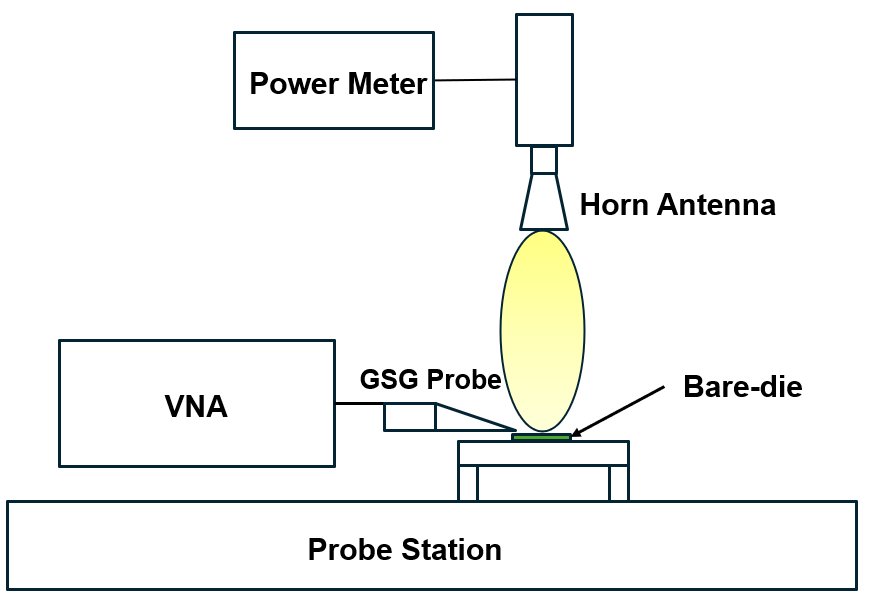 Power Meter
Horn Antenna
GSG Probe
Bare-die
VNA
Probe Station